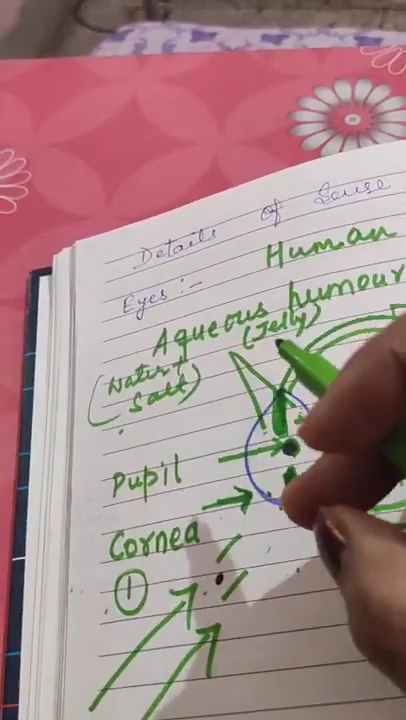 Details of Sense
Human
Eyes :-
Aqueous humour
(Jelly)
(Water +
Salt)
Pupil
Cornea
①